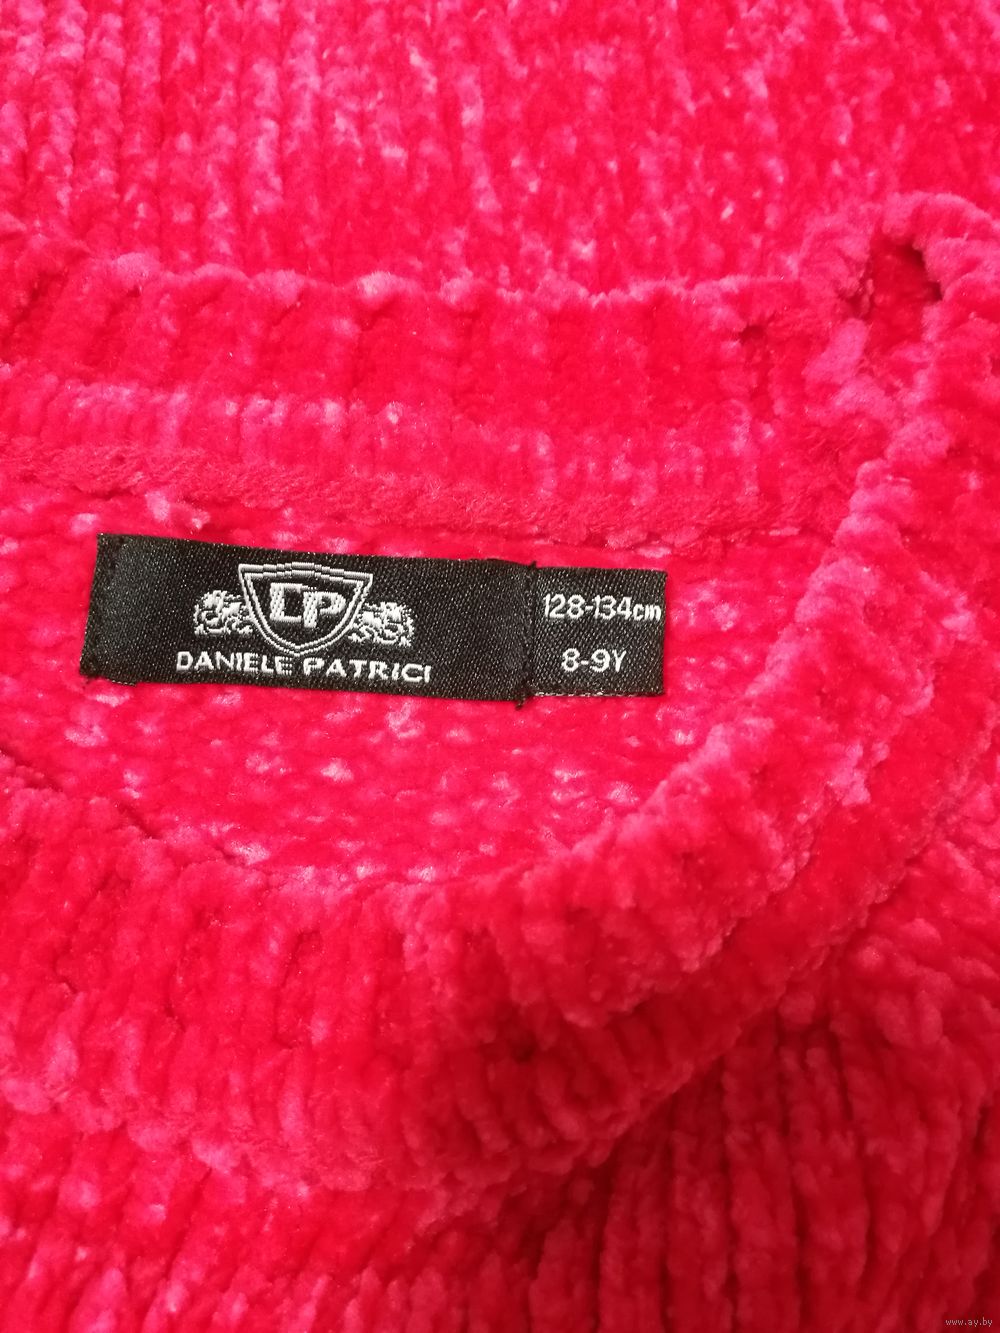 DP
DANIELE PATRICI
128-134cm
8-9Y
www.ay.by